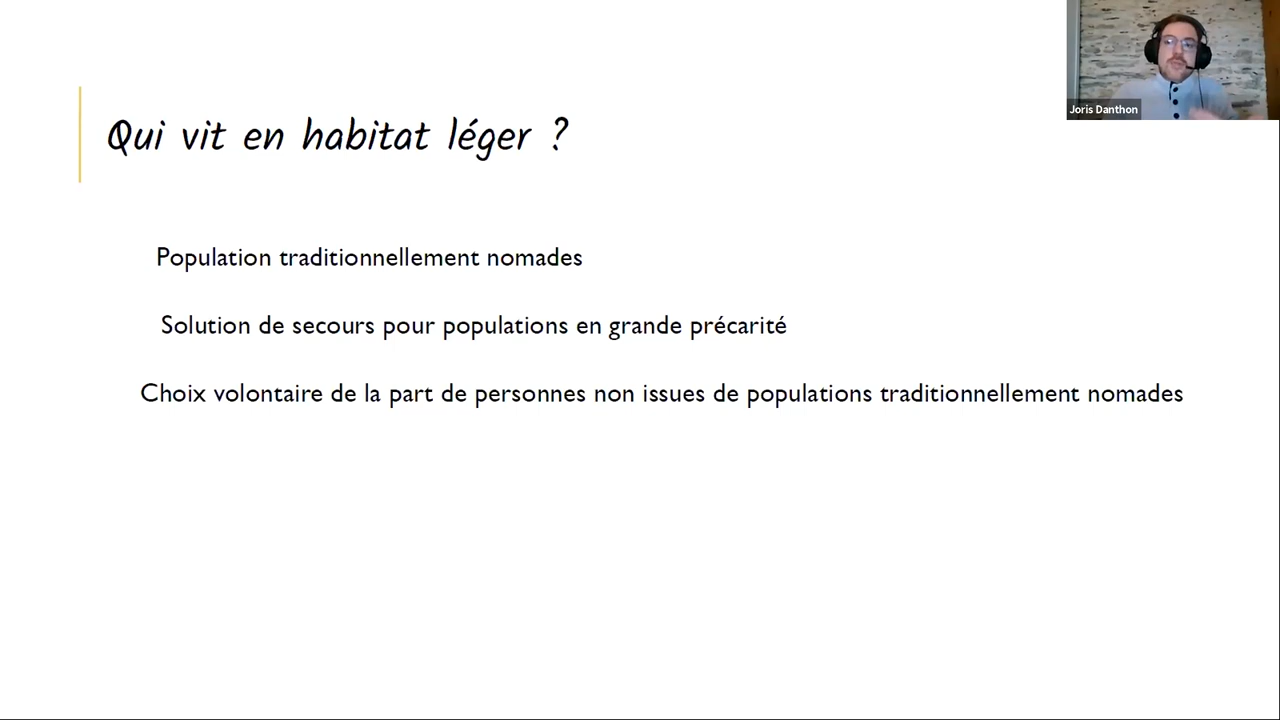 Joris Danthon
Qui vit en habitat léger ?
Population traditionnellement nomades
Solution de secours pour populations en grande précarité
Choix volontaire de la part de personnes non issues de populations traditionnellement nomades